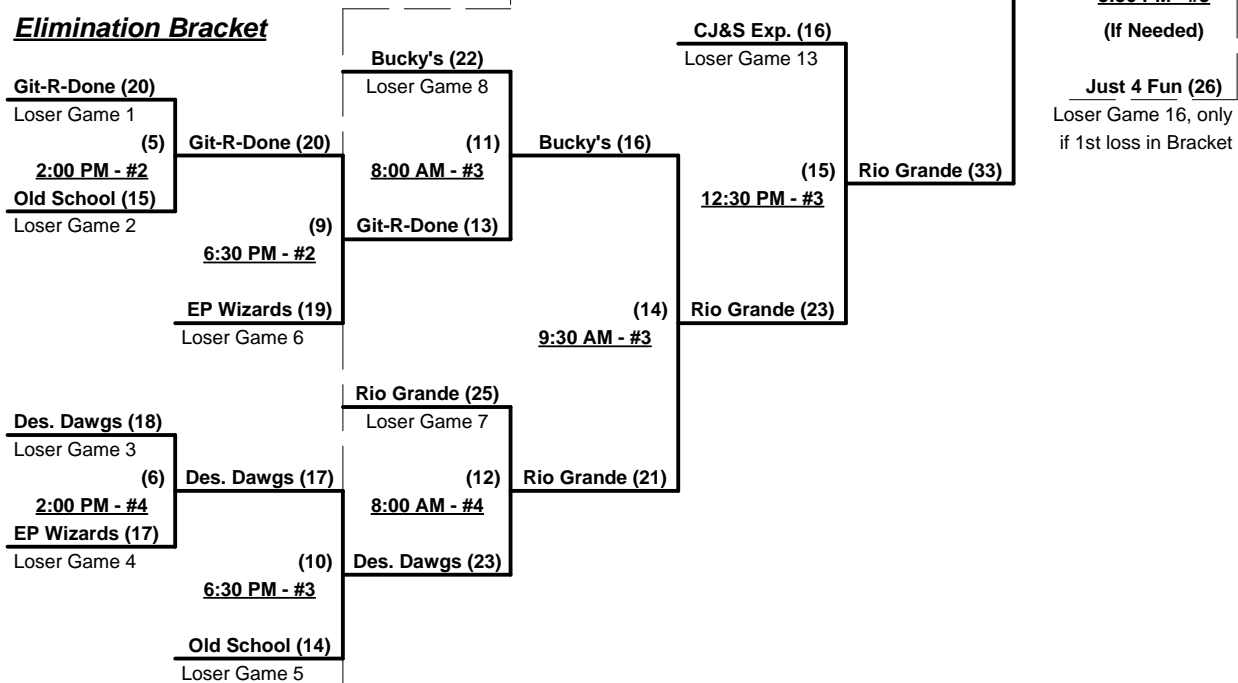 Elimination Bracket
CJ&S Exp. (16)
Loser Game 13
(If Needed)
Bucky's (22)
Loser Game 8
Git-R-Done (20)
Loser Game 1
Just 4 Fun (26)
Loser Game 16, only
if 1st loss in Bracket
(5)
2:00 PM - #2
Git-R-Done (20)
(11)
8:00 AM - #3
Bucky's (16)
(15)
12:30 PM - #3
Rio Grande (33)
Old School (15)
Loser Game 2
(9)
6:30 PM - #2
Git-R-Done (13)
EP Wizards (19)
Loser Game 6
(14)
9:30 AM - #3
Rio Grande (23)
Rio Grande (25)
Loser Game 7
Des. Dawgs (18)
Loser Game 3
(6)
2:00 PM - #4
Des. Dawgs (17)
(12)
8:00 AM - #4
Rio Grande (21)
EP Wizards (17)
Loser Game 4
(10)
6:30 PM - #3
Des. Dawgs (23)
Old School (14)
Loser Game 5